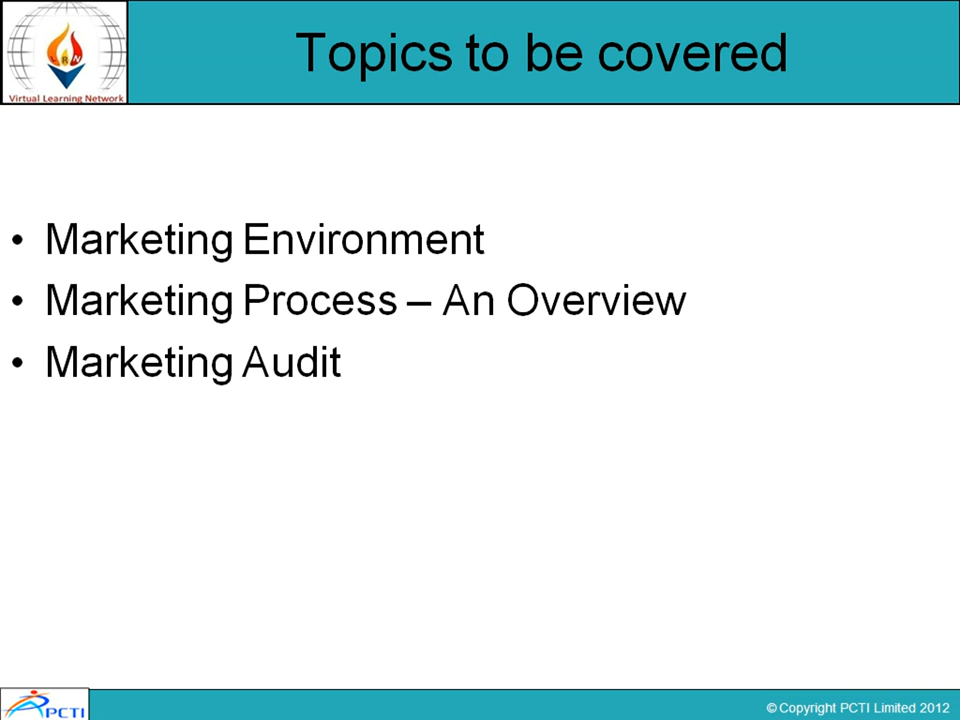 Topics to be covered
RN
Virtual Learning Network
• Marketing Environment
• Marketing Process – An Overview
• Marketing Audit
PCTI
© Copyright PCTI Limited 2012